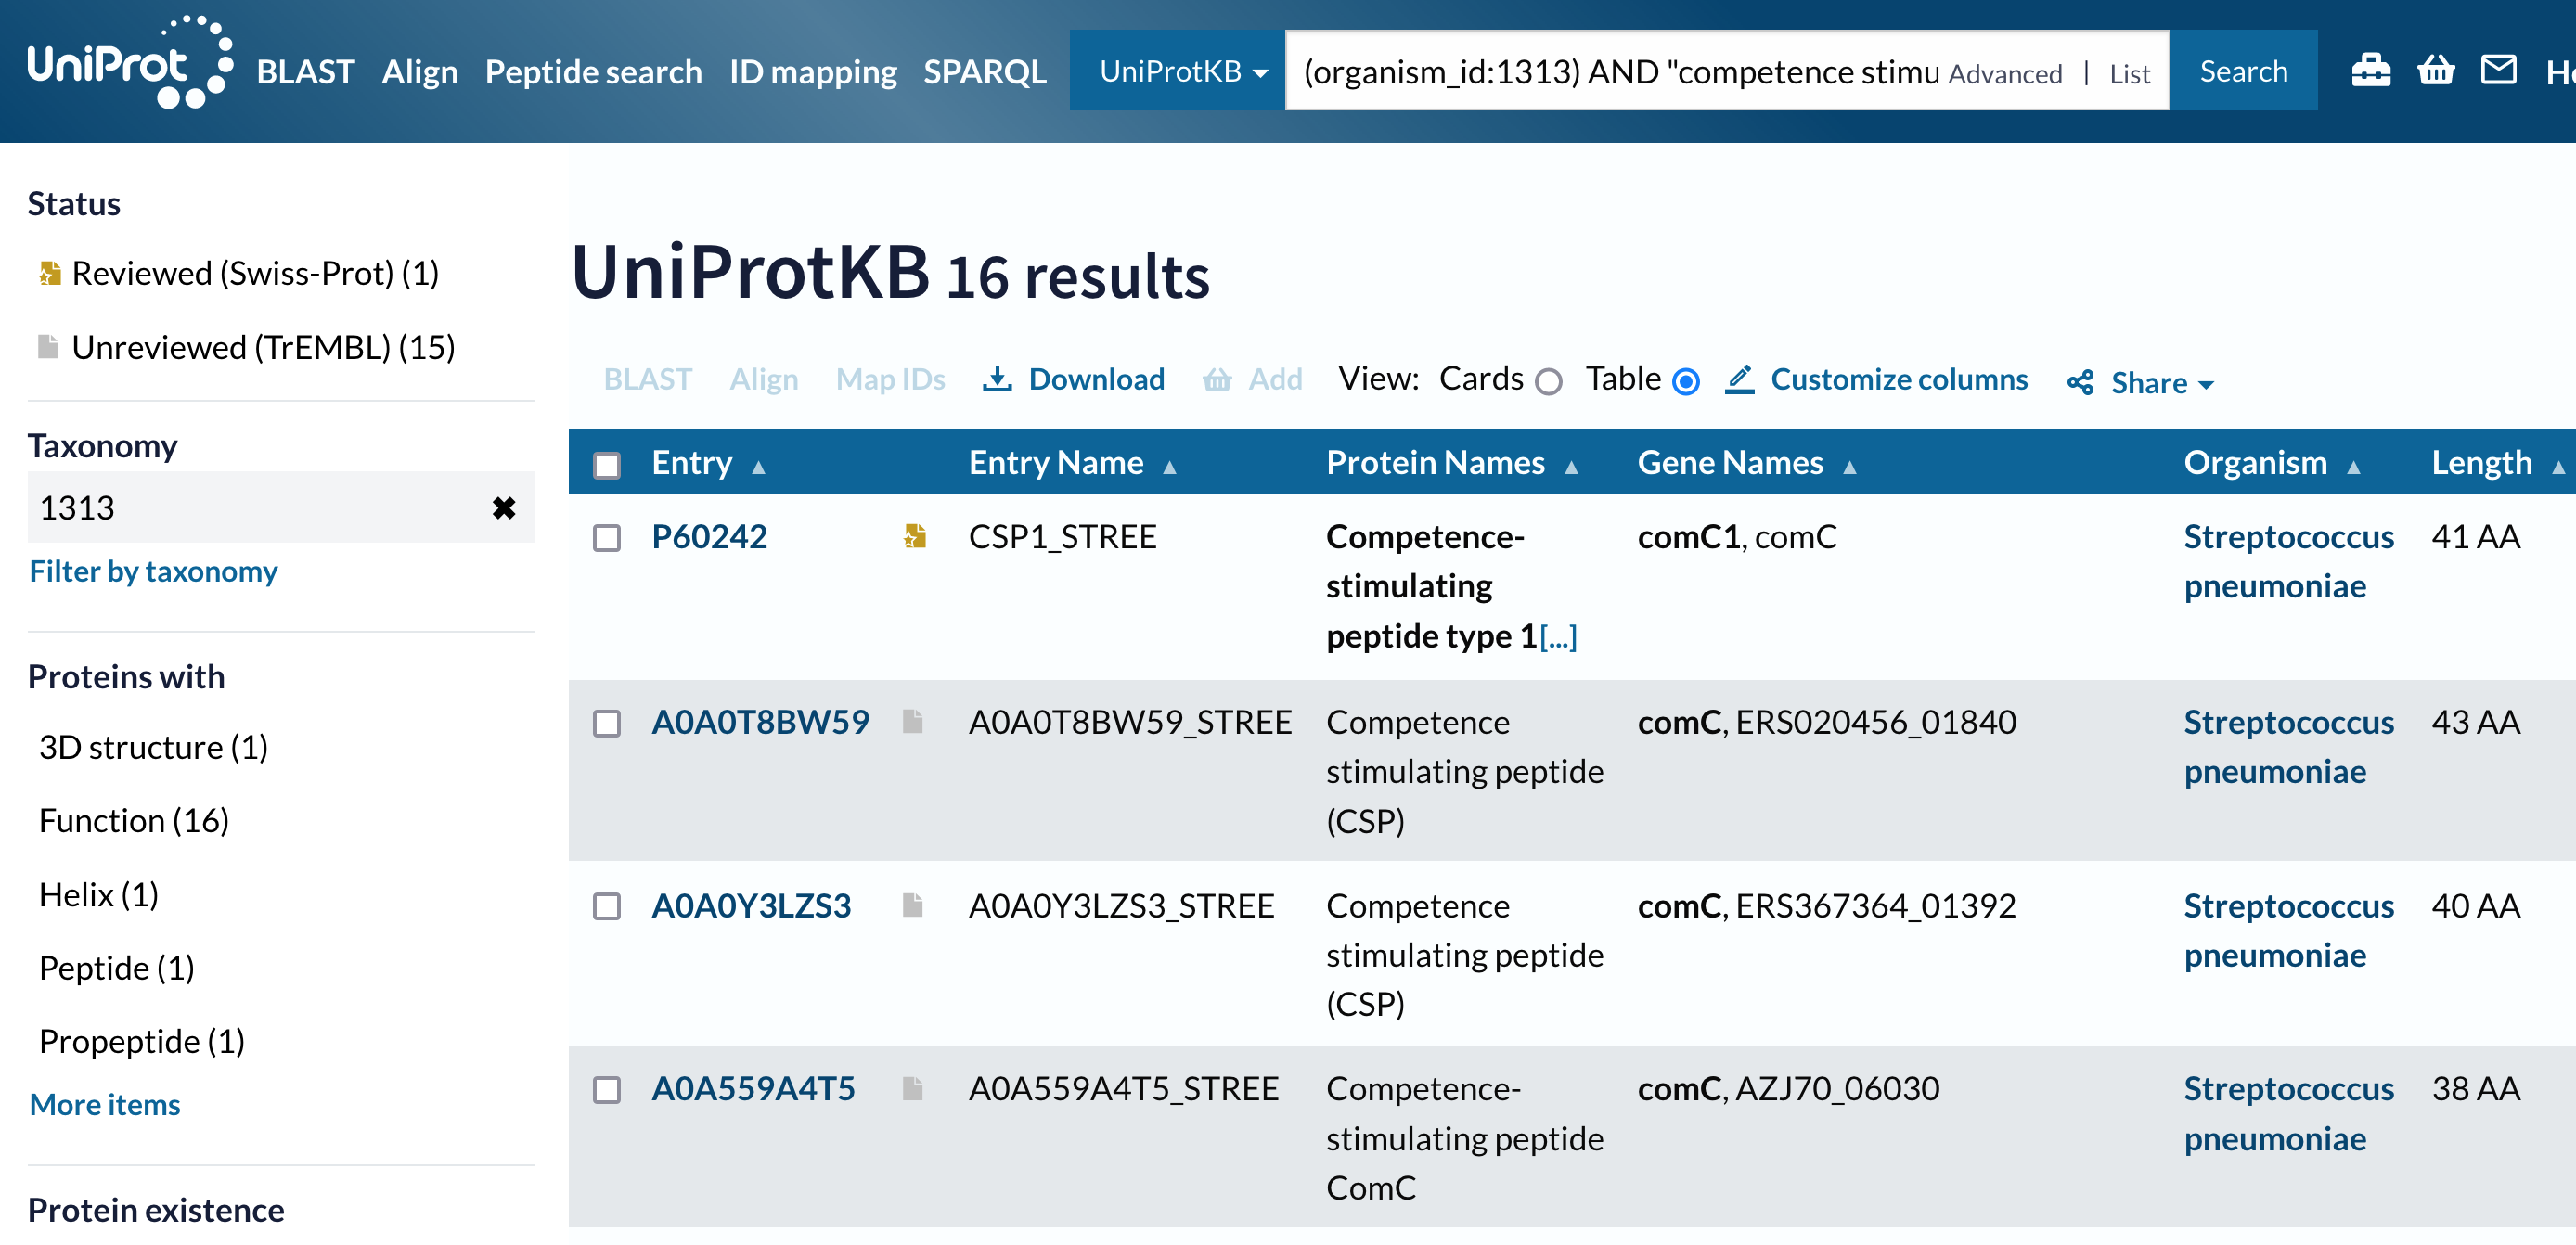 UniProt BLAST Align Peptide search ID mapping SPARQL UniProtKB (organism_id:1313) AND "competence stimu Advanced | List Search
Status
Reviewed (Swiss-Prot) (1)
Unreviewed (TrEMBL) (15)
Taxonomy
1313
Filter by taxonomy
Proteins with
3D structure (1)
Function (16)
Helix (1)
Peptide (1)
Propeptide (1)
More items
Protein existence
UniProtKB 16 results
BLAST Align Map IDs Download Add View: Cards Table Customize columns Share
Entry Entry Name Protein Names Gene Names Organism Length
P60242 CSP1_STREE Competence- comC1, comC Streptococcus 41 AA
stimulating pneumoniae
peptide type 1[...]
A0A0T8BW59 A0A0T8BW59_STREE Competence comC, ERS020456_01840 Streptococcus 43 AA
stimulating peptide pneumoniae
(CSP)
A0A0Y3LZS3 A0A0Y3LZS3_STREE Competence comC, ERS367364_01392 Streptococcus 40 AA
stimulating peptide pneumoniae
(CSP)
A0A559A4T5 A0A559A4T5_STREE Competence- comC, AZJ70_06030 Streptococcus 38 AA
stimulating peptide pneumoniae
ComC